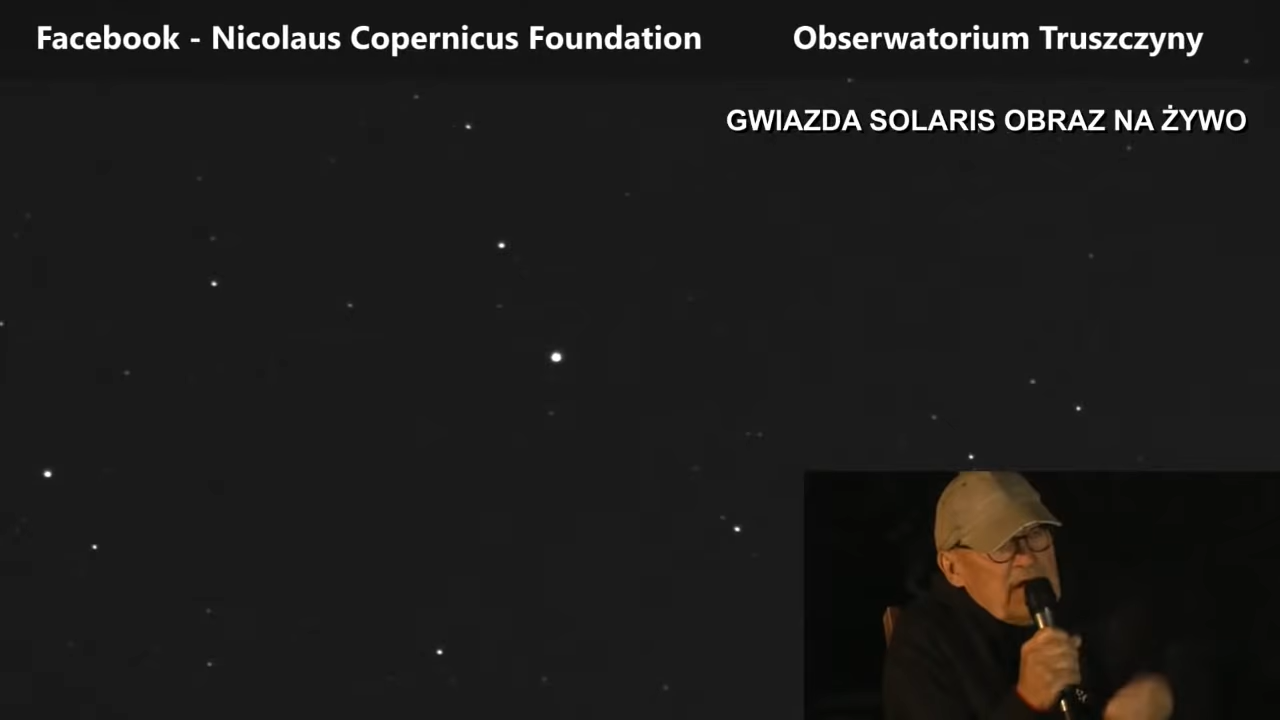 Facebook - Nicolaus Copernicus Foundation
Obserwatorium Truszczyny
GWIAZDA SOLARIS OBRAZ NA ŻYWO